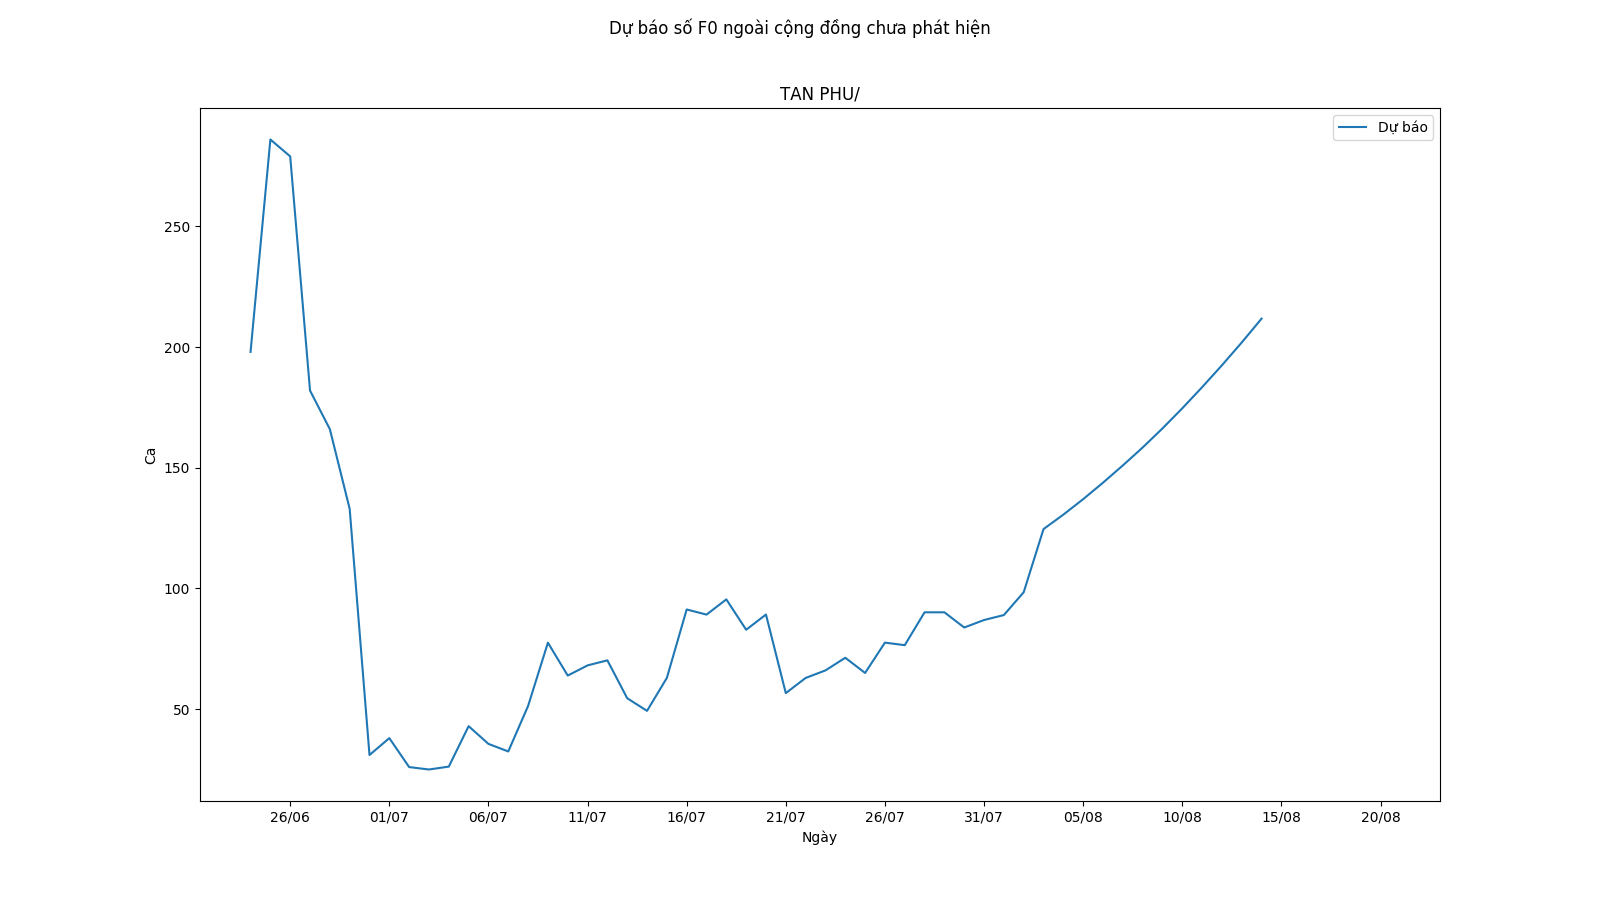 Dự báo số F0 ngoài cộng đồng chưa phát hiện
TAN PHU/
Dự báo
250
200
150
100
50
Ca
26/06 01/07 06/07 11/07 16/07 21/07 26/07 31/07 05/08 10/08 15/08 20/08
Ngày